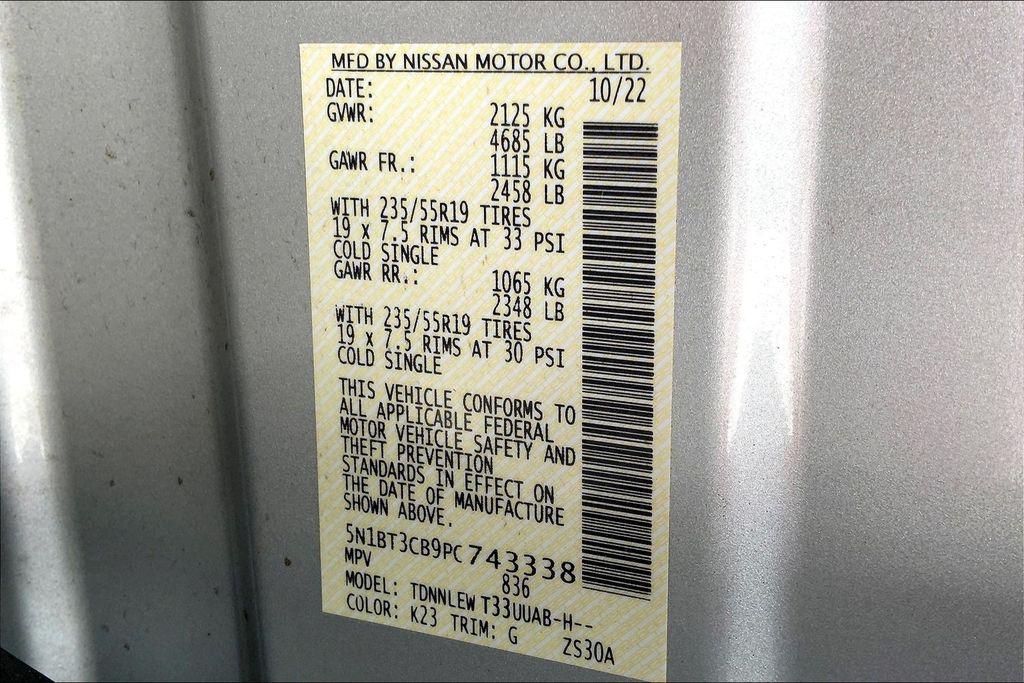 MFD BY NISSAN MOTOR CO., LTD.
DATE: 10/22
GVWR: 2125 KG
4685 LB
GAWR FR.: 1115 KG
2458 LB
WITH 235/55R19 TIRES
19 x 7.5 RIMS AT 33 PSI
COLD SINGLE
GAWR RR.: 1065 KG
2348 LB
WITH 235/55R19 TIRES
19 x 7.5 RIMS AT 30 PSI
COLD SINGLE
THIS VEHICLE CONFORMS TO
ALL APPLICABLE FEDERAL
MOTOR VEHICLE SAFETY AND
THEFT PREVENTION
STANDARDS IN EFFECT ON
THE DATE OF MANUFACTURE
SHOWN ABOVE.
5N1BT3CB9PC743338
MPV 836
MODEL: TDNNLEW T33UUAB-H--
COLOR: K23 TRIM: G ZS30A